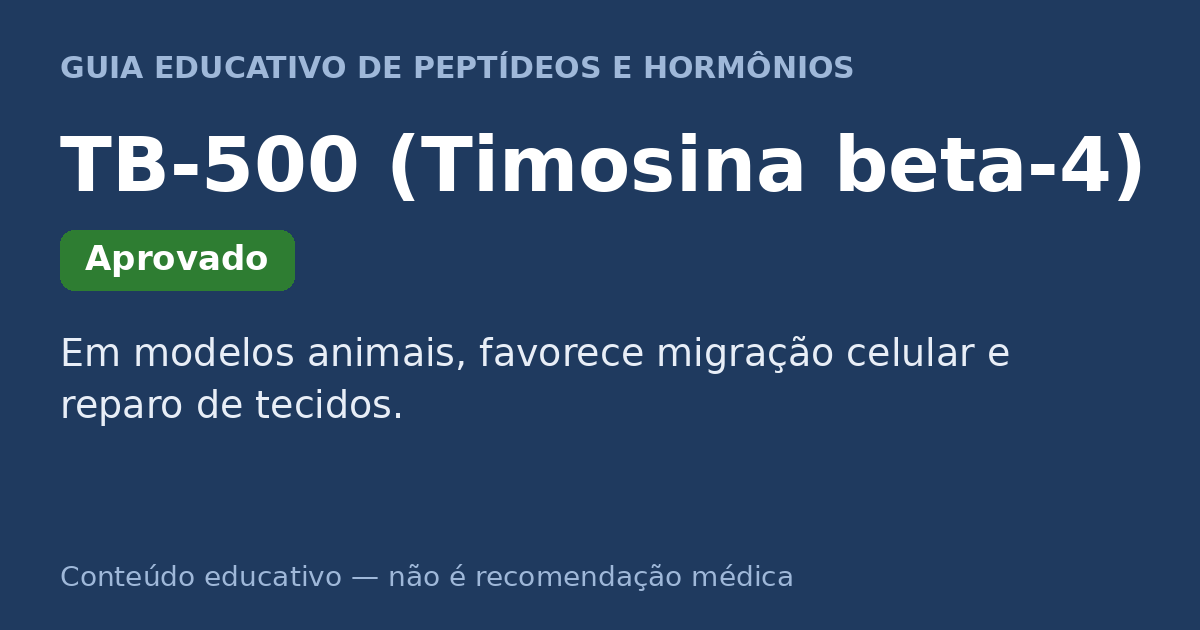 GUIA EDUCATIVO DE PEPTÍDEOS E HORMÔNIOS
TB-500 (Timosina beta-4)
Aprovado
Em modelos animais, favorece migração celular e
reparo de tecidos.
Conteúdo educativo — não é recomendação médica